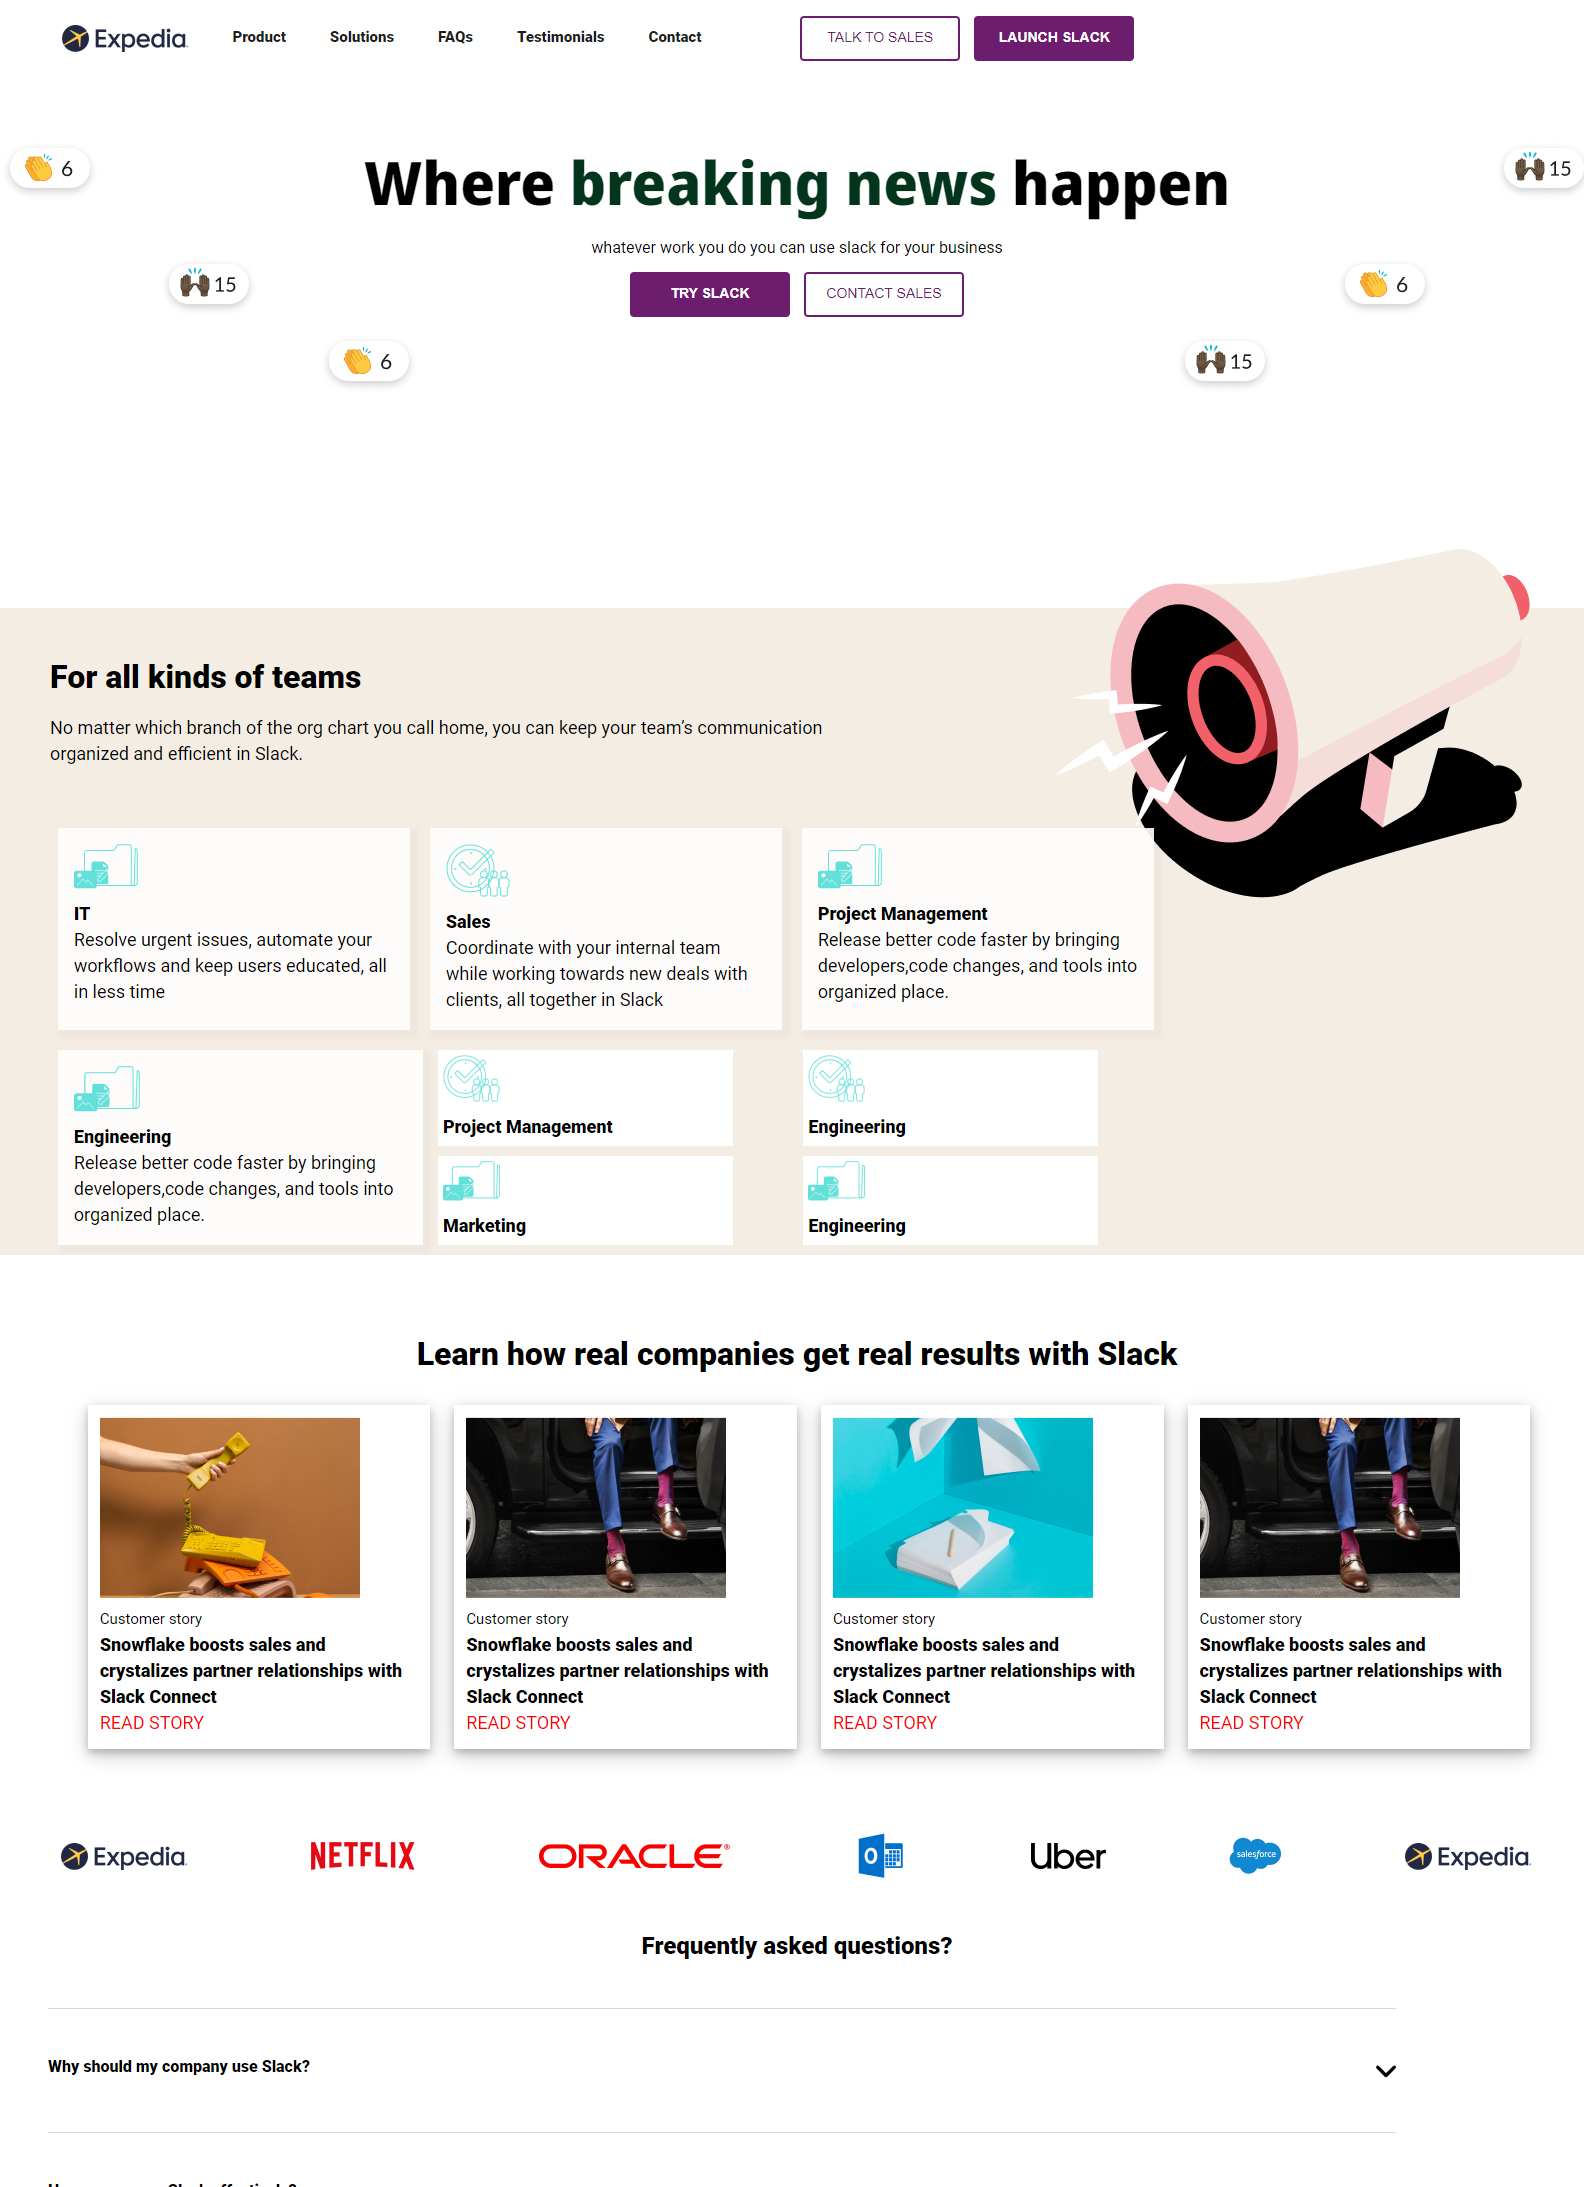 Expedia Product Solutions FAQs Testimonials Contact TALK TO SALES LAUNCH SLACK
6
15
Where breaking news happen
whatever work you do you can use slack for your business
15
6
TRY SLACK CONTACT SALES
6
15
For all kinds of teams
No matter which branch of the org chart you call home, you can keep your team’s communication
organized and efficient in Slack.
IT
Resolve urgent issues, automate your
workflows and keep users educated, all
in less time
Sales
Coordinate with your internal team
while working towards new deals with
clients, all together in Slack
Project Management
Release better code faster by bringing
developers,code changes, and tools into
organized place.
Engineering
Release better code faster by bringing
developers,code changes, and tools into
organized place.
Project Management
Engineering
Marketing
Engineering
Learn how real companies get real results with Slack
Customer story
Snowflake boosts sales and
crystalizes partner relationships with
Slack Connect
READ STORY
Customer story
Snowflake boosts sales and
crystalizes partner relationships with
Slack Connect
READ STORY
Customer story
Snowflake boosts sales and
crystalizes partner relationships with
Slack Connect
READ STORY
Customer story
Snowflake boosts sales and
crystalizes partner relationships with
Slack Connect
READ STORY
Expedia NETFLIX ORACLE® O Uber salesforce Expedia
Frequently asked questions?
Why should my company use Slack?